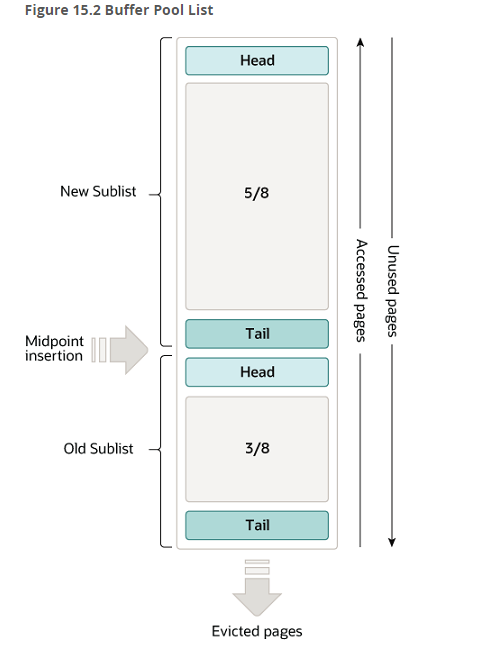 Figure 15.2 Buffer Pool List
Head
New Sublist
5/8
Accessed pages
Unused pages
Tail
Midpoint
insertion
Head
Old Sublist
3/8
Tail
Evicted pages